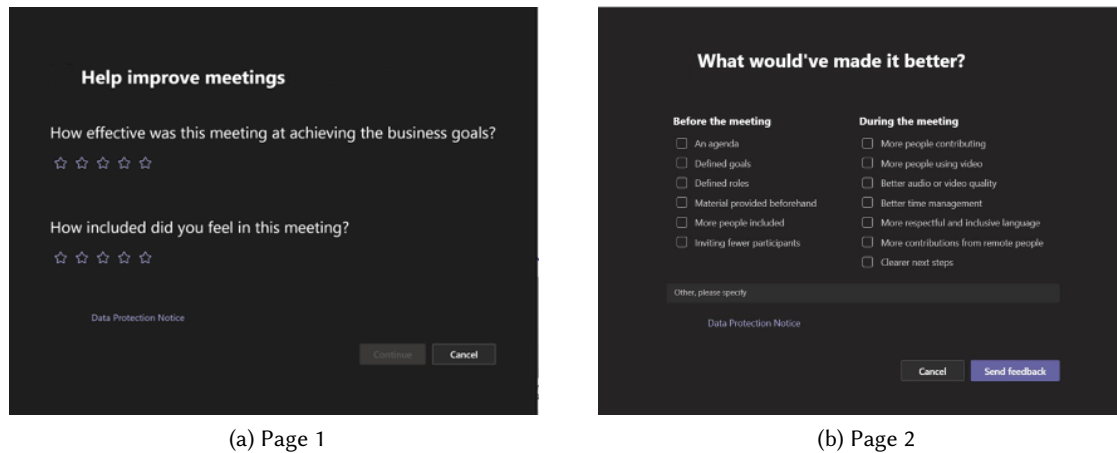 Help improve meetings
How effective was this meeting at achieving the business goals?
How included did you feel in this meeting?
Data Protection Notice
Continue
Cancel
(a) Page 1
What would've made it better?
Before the meeting
An agenda
Defined goals
Defined roles
Material provided beforehand
More people included
Inviting fewer participants
During the meeting
More people contributing
More people using video
Better audio or video quality
Better time management
More respectful and inclusive language
More contributions from remote people
Clearer next steps
Other, please specify
Data Protection Notice
Cancel
Send feedback
(b) Page 2